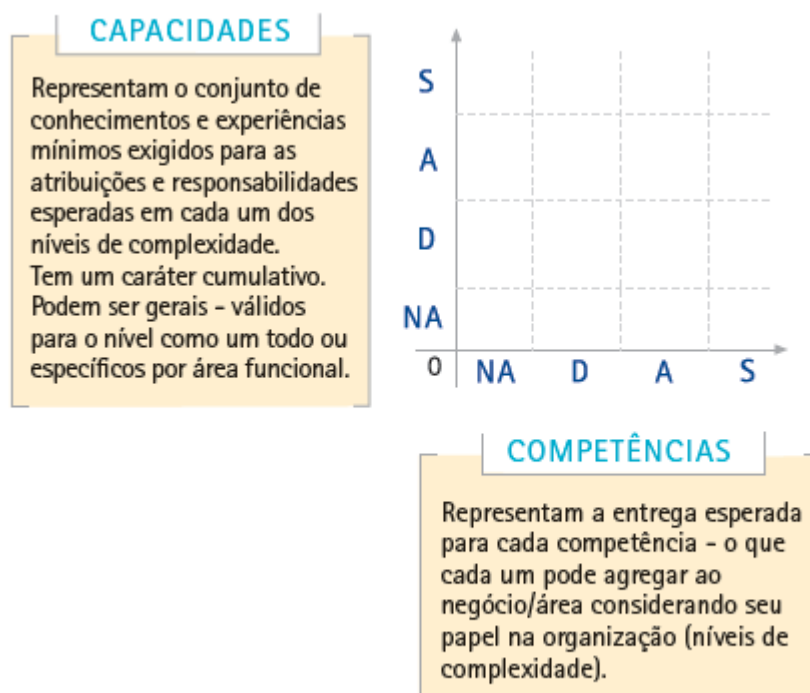 CAPACIDADES
Representam o conjunto de
conhecimentos e experiências
mínimos exigidos para as
atribuições e responsabilidades
esperadas em cada um dos
níveis de complexidade.
Tem um caráter cumulativo.
Podem ser gerais - válidos
para o nível como um todo ou
específicos por área funcional.
S
A
D
NA
0 NA D A S
COMPETÊNCIAS
Representam a entrega esperada
para cada competência - o que
cada um pode agregar ao
negócio/área considerando seu
papel na organização (níveis de
complexidade).